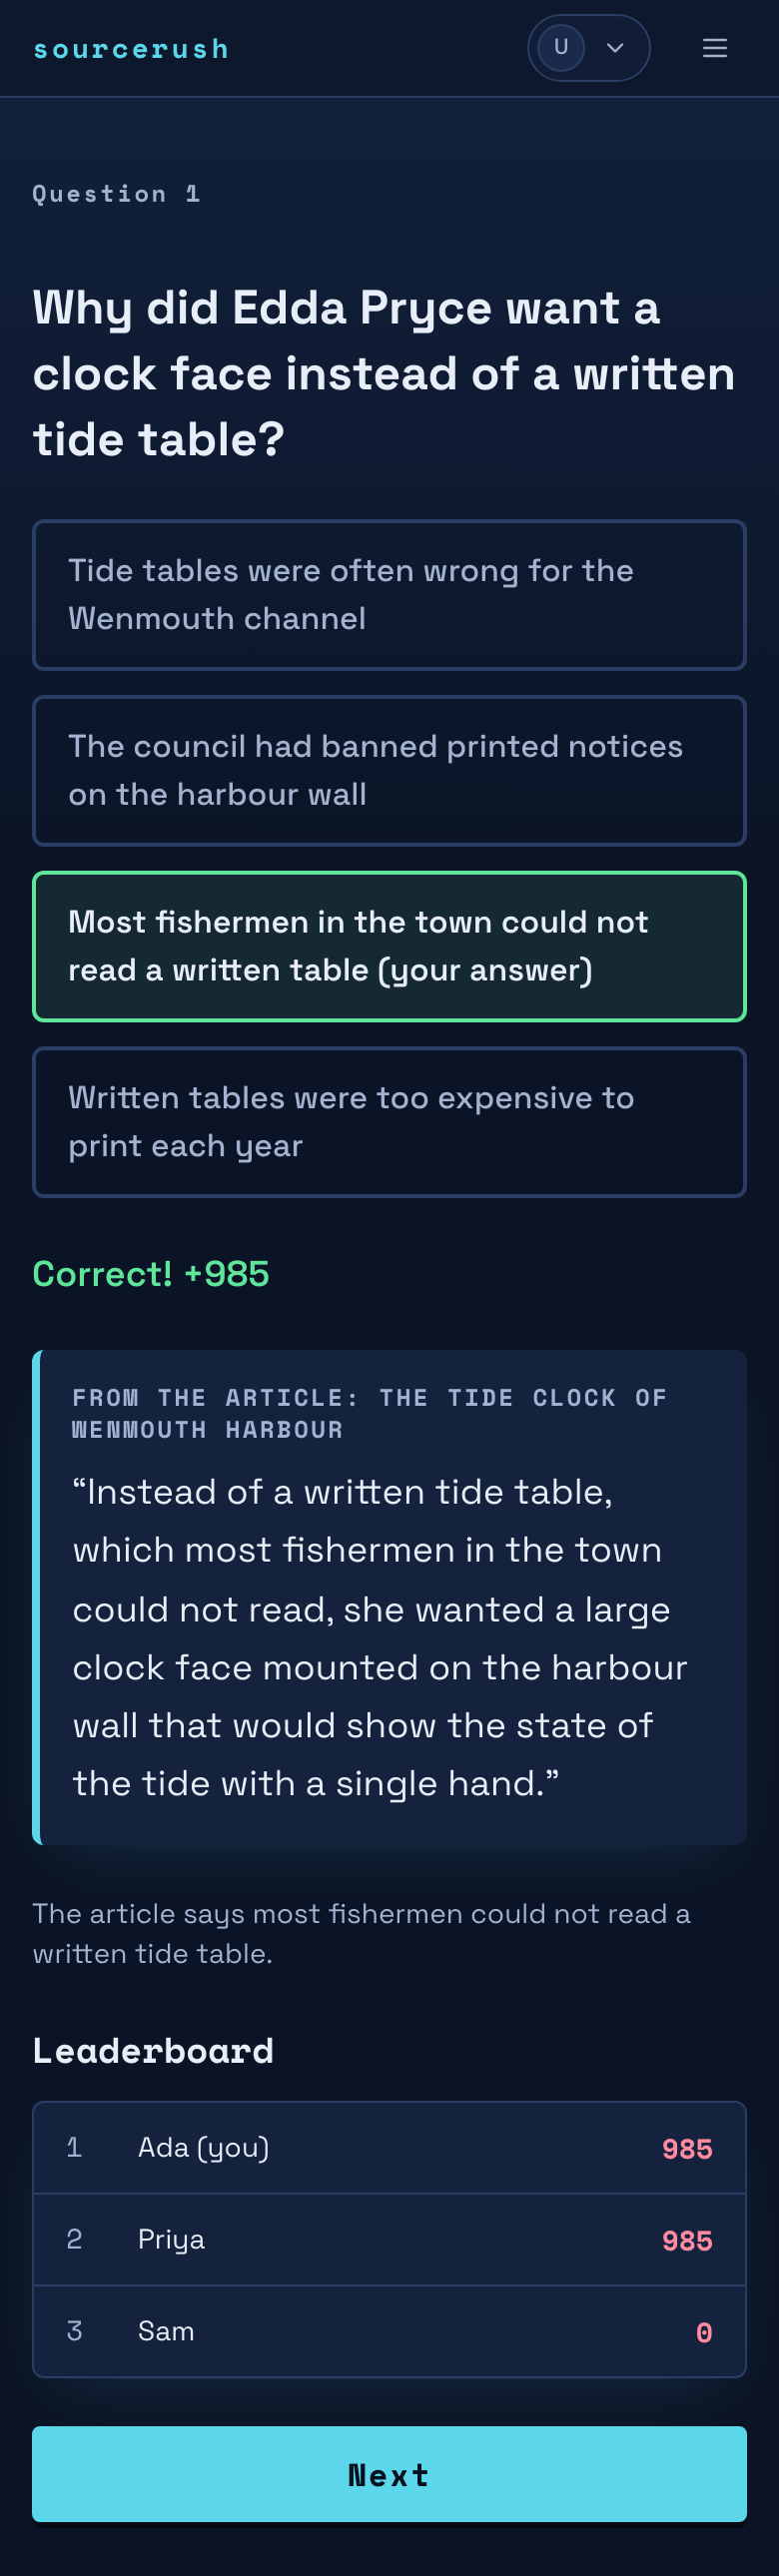 sourcerush
U
Question 1
Why did Edda Pryce want a
clock face instead of a written
tide table?
Tide tables were often wrong for the
Wenmouth channel
The council had banned printed notices
on the harbour wall
Most fishermen in the town could not
read a written table (your answer)
Written tables were too expensive to
print each year
Correct! +985
FROM THE ARTICLE: THE TIDE CLOCK OF
WENMOUTH HARBOUR
“Instead of a written tide table,
which most fishermen in the town
could not read, she wanted a large
clock face mounted on the harbour
wall that would show the state of
the tide with a single hand.”
The article says most fishermen could not read a
written tide table.
Leaderboard
1 Ada (you) 985
2 Priya 985
3 Sam 0
Next